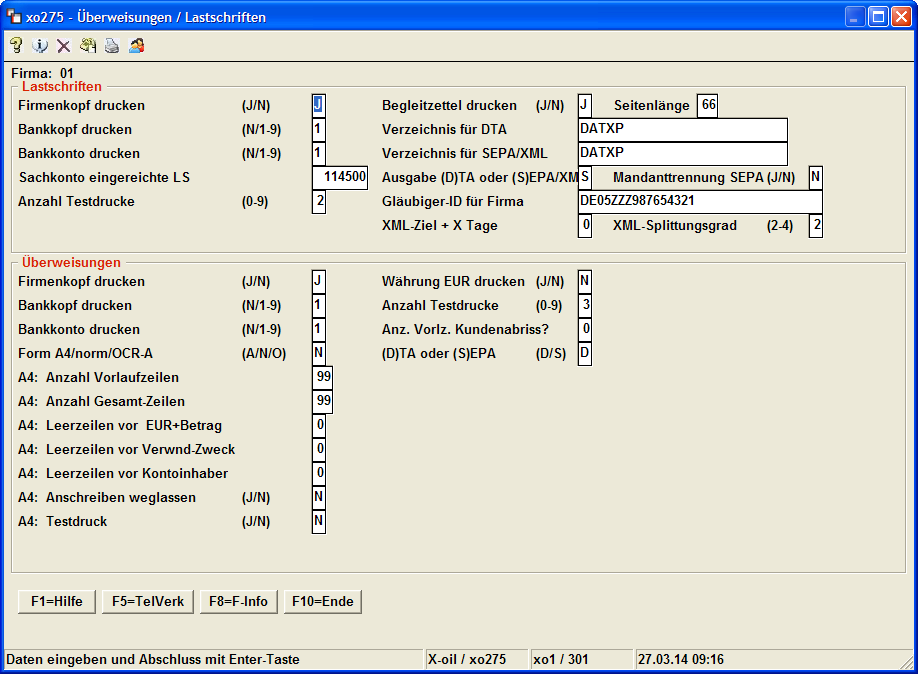 xo275 - Überweisungen / Lastschriften
Firma: 01
Lastschriften
Firmenkopf drucken (J/N) J Begleitzettel drucken (J/N) J Seitenlänge 66
Bankkopf drucken (N/1-9) 1 Verzeichnis für DTA DATXP
Bankkonto drucken (N/1-9) 1 Verzeichnis für SEPA/XML DATXP
Sachkonto eingereichte LS 114500 Ausgabe (D)TA oder (S)EPA/XM S Mandanttrennung SEPA (J/N) N
Anzahl Testdrucke (0-9) 2 Gläubiger-ID für Firma DE05ZZZ987654321
XML-Ziel + X Tage 0 XML-Splittungsgrad (2-4) 2
Überweisungen
Firmenkopf drucken (J/N) J Währung EUR drucken (J/N) N
Bankkopf drucken (N/1-9) 1 Anzahl Testdrucke (0-9) 3
Bankkonto drucken (N/1-9) 1 Anz. Vorlz. Kundenabriss? 0
Form A4/norm/OCR-A (A/N/O) N (D)TA oder (S)EPA (D/S) D
A4: Anzahl Vorlaufzeilen 99
A4: Anzahl Gesamt-Zeilen 99
A4: Leerzeilen vor EUR+Betrag 0
A4: Leerzeilen vor Verwnd-Zweck 0
A4: Leerzeilen vor Kontoinhaber 0
A4: Anschreiben weglassen (J/N) N
A4: Testdruck (J/N) N
F1=Hilfe F5=TelVerk F8=F-Info F10=Ende
Daten eingeben und Abschluss mit Enter-Taste X-oil / xo275 xo1 / 301 27.03.14 09:16